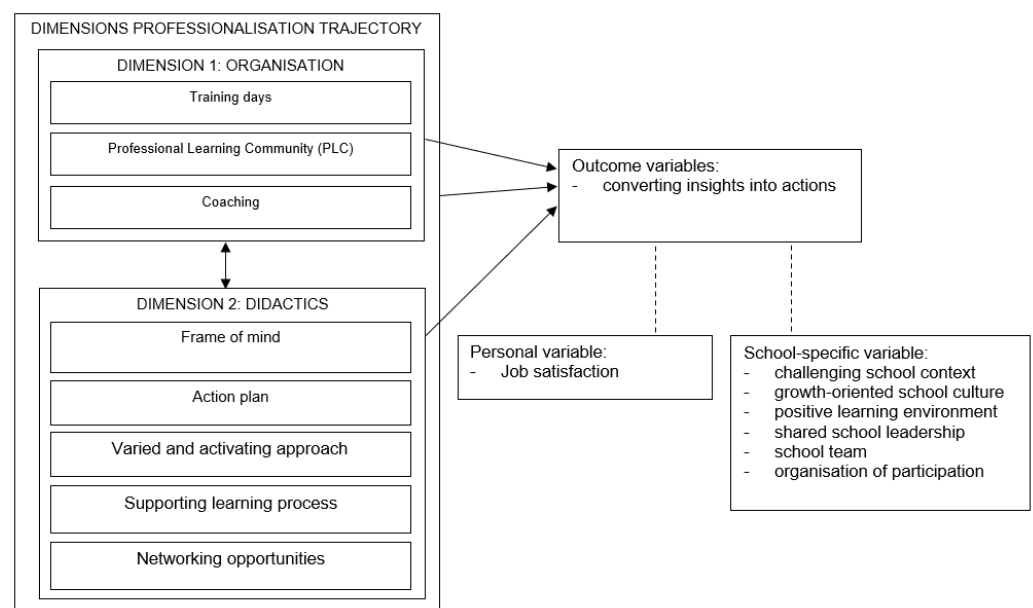 DIMENSIONS PROFESSIONALISATION TRAJECTORY
DIMENSION 1: ORGANISATION
Training days
Professional Learning Community (PLC)
Coaching
DIMENSION 2: DIDACTICS
Frame of mind
Action plan
Varied and activating approach
Supporting learning process
Networking opportunities
Outcome variables:
- converting insights into actions
Personal variable:
- Job satisfaction
School-specific variable:
- challenging school context
- growth-oriented school culture
- positive learning environment
- shared school leadership
- school team
- organisation of participation